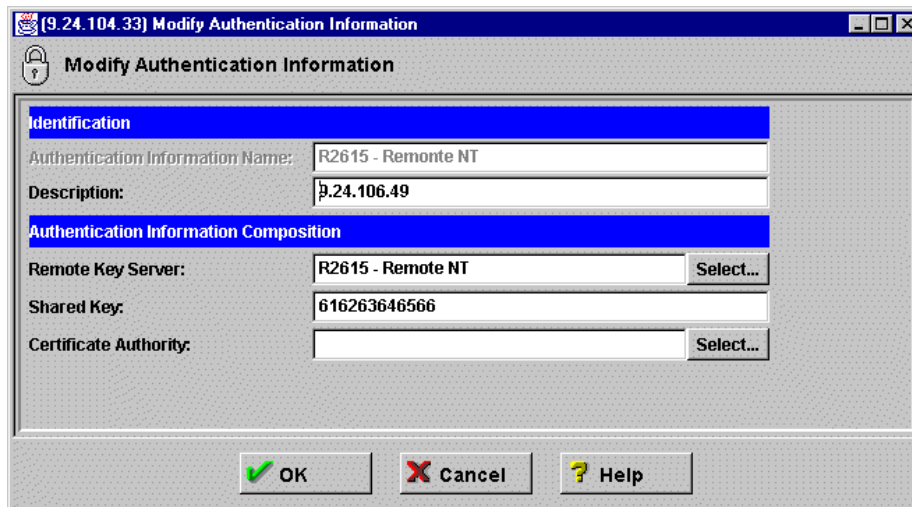 (9.24.104.33) Modify Authentication Information
Modify Authentication Information
Identification
Authentication Information Name: R2615 - Remonte NT
Description: 9.24.106.49
Authentication Information Composition
Remote Key Server: R2615 - Remote NT Select...
Shared Key: 616263646566
Certificate Authority: Select...
OK Cancel ? Help